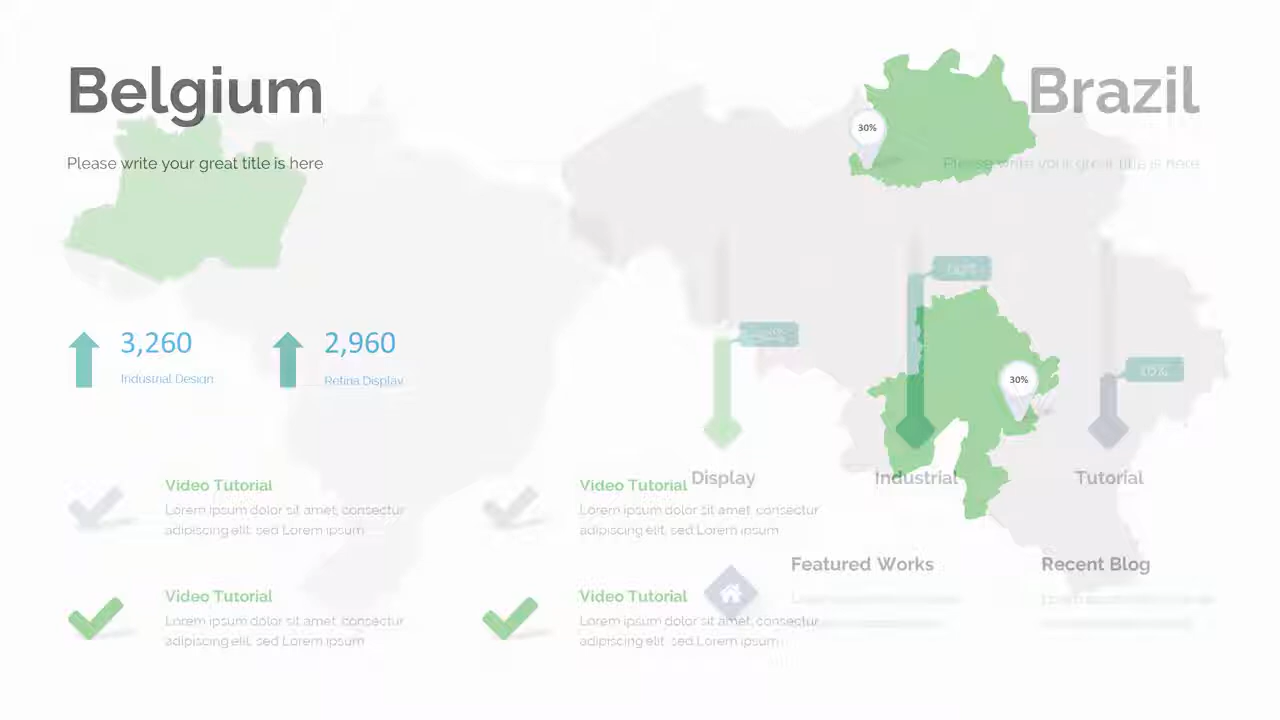 Belgium
Brazil
Please write your great title is here
Please write your great title is here
30%
3,260
Industrial Design
2,960
Retina Display
30%
Display
Industrial
Tutorial
Video Tutorial
Lorem ipsum dolor sit amet, consectur
adipiscing elit, sed Lorem ipsum
Video Tutorial
Lorem ipsum dolor sit amet, consectur
adipiscing elit, sed Lorem ipsum
Featured Works
Recent Blog
Video Tutorial
Lorem ipsum dolor sit amet, consectur
adipiscing elit, sed Lorem ipsum
Video Tutorial
Lorem ipsum dolor sit amet, consectur
adipiscing elit, sed Lorem ipsum